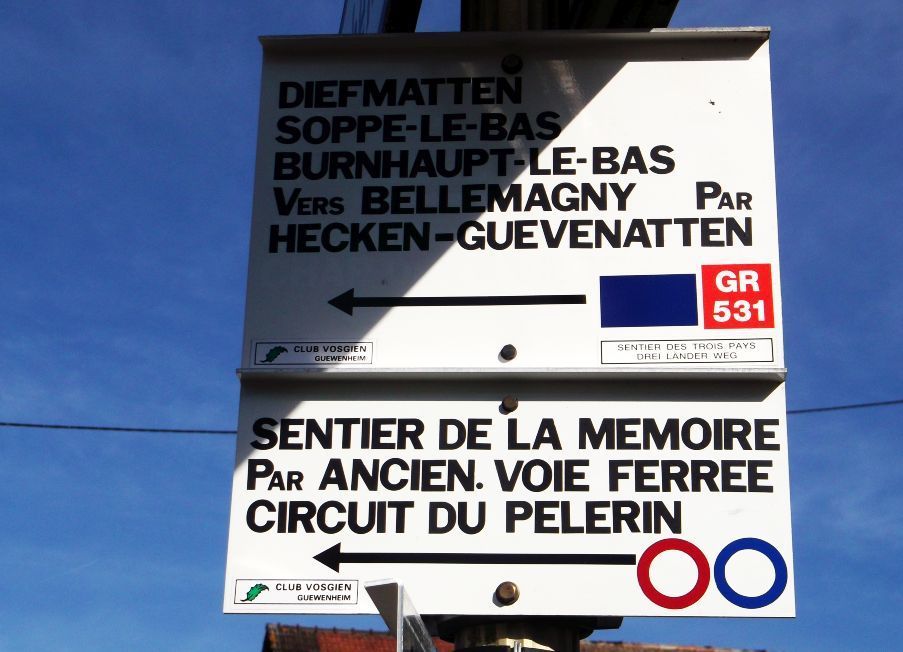 DIEFMATTEN
SOPPE-LE-BAS
BURNHAUPT-LE-BAS
VERS BELLEMAGNY PAR
HECKEN-GUEVENATTEN
GR
531
SENTIER DES TROIS PAYS
DREI LÄNDER WEG
CLUB VOSGIEN
GUEWENHEIM
SENTIER DE LA MEMOIRE
PAR ANCIEN. VOIE FERREE
CIRCUIT DU PELERIN
CLUB VOSGIEN
GUEWENHEIM